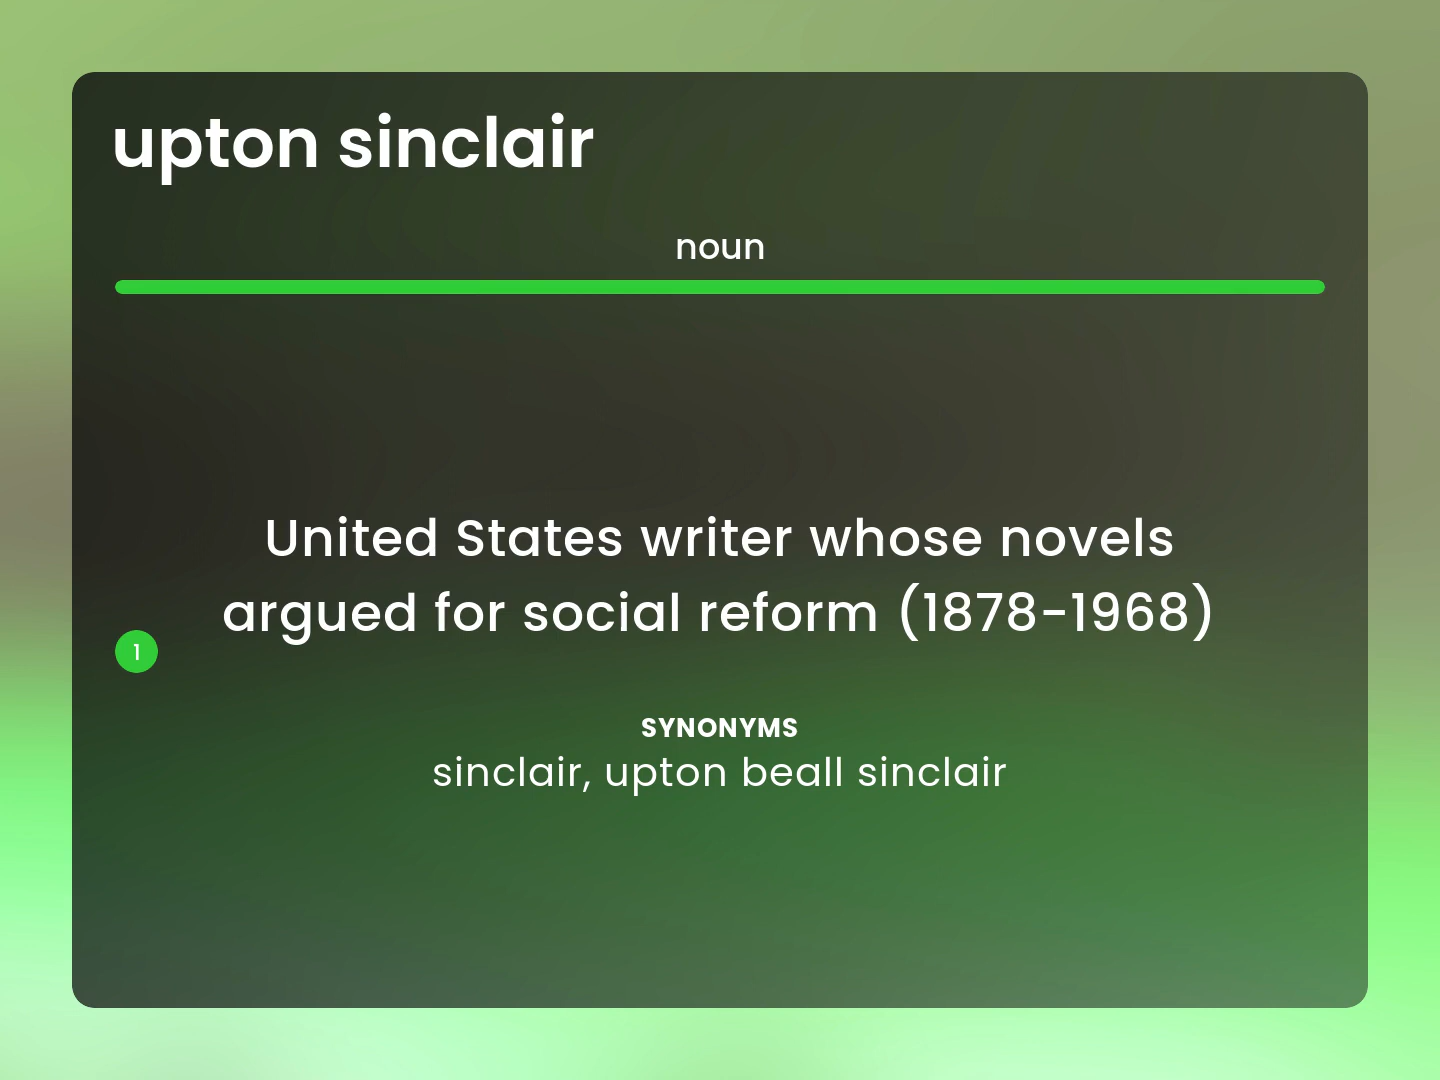 upton sinclair
noun
United States writer whose novels
argued for social reform (1878-1968)
1
SYNONYMS
sinclair, upton beall sinclair